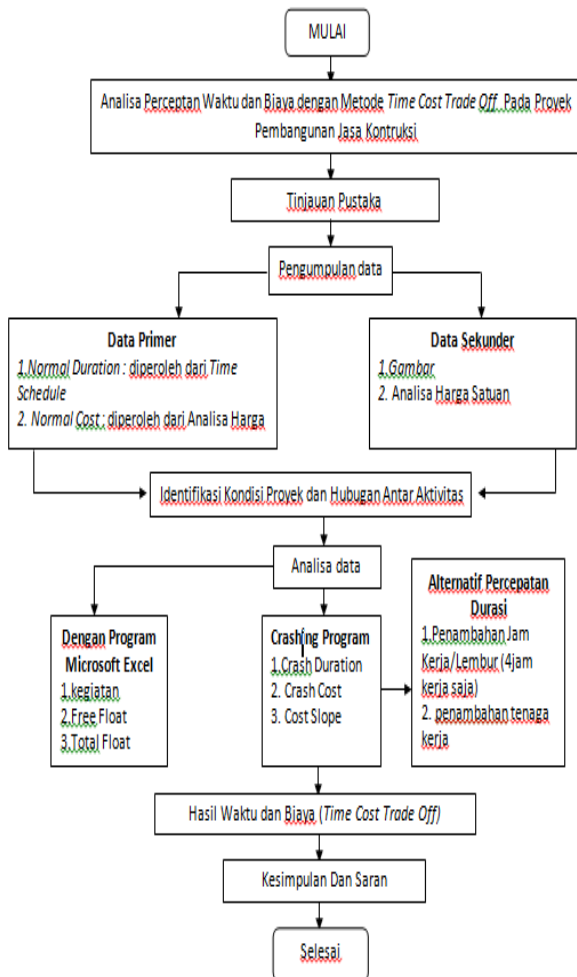 MULAI
Analisa Perceptan Waktu dan Biaya dengan Metode Time Cost Trade Off Pada Proyek
Pembangunan Jasa Kontruksi
Tinjauan Pustaka
Pengumpulan data
Data Primer
1.Normal Duration : diperoleh dari Time
Schedule
2. Normal Cost : diperoleh dari Analisa Harga
Data Sekunder
1.Gambar
2. Analisa Harga Satuan
Identifikasi Kondisi Proyek dan Hubugan Antar Aktivitas
Analisa data
Dengan Program
Microsoft Excel
1.kegiatan
2.Free Float
3.Total Float
Crashing Program
1.Crash Duration
2. Crash Cost
3. Cost Slope
Alternatif Percepatan
Durasi
1.Penambahan Jam
Kerja/Lembur (4jam
kerja saja)
2. penambahan tenaga
kerja
Hasil Waktu dan Biaya (Time Cost Trade Off)
Kesimpulan Dan Saran
Selesai